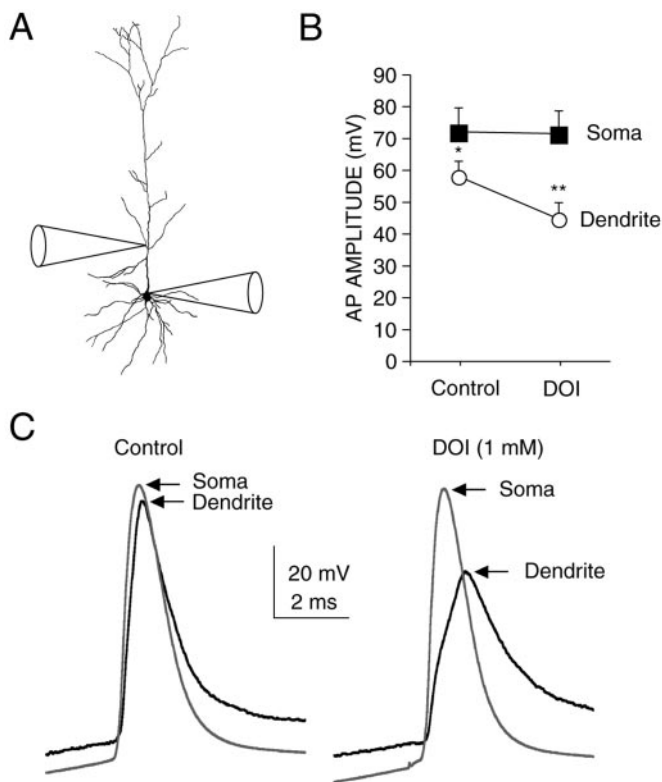 A
B
AP AMPLITUDE (mV)
90
80
70
60
50
40
30
20
10
0
Soma
*
**
Dendrite
Control
DOI
C
Control
DOI (1 mM)
Soma
Dendrite
20 mV
2 ms
Soma
Dendrite